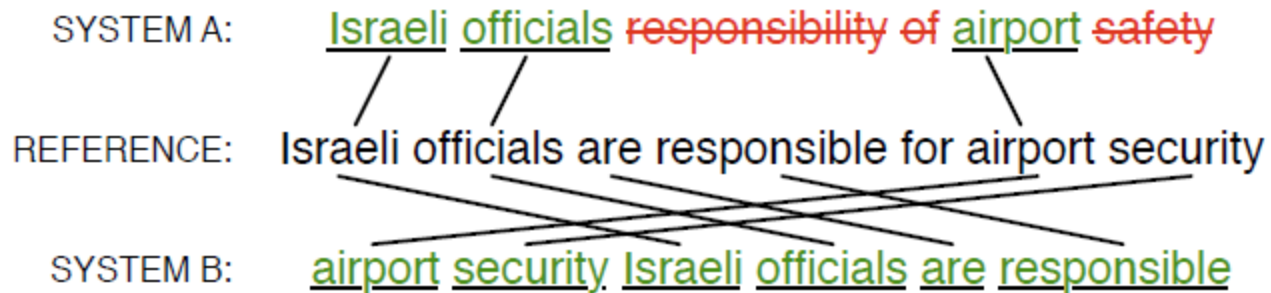 SYSTEM A: Israeli officials responsibility of airport safety
REFERENCE: Israeli officials are responsible for airport security
SYSTEM B: airport security Israeli officials are responsible